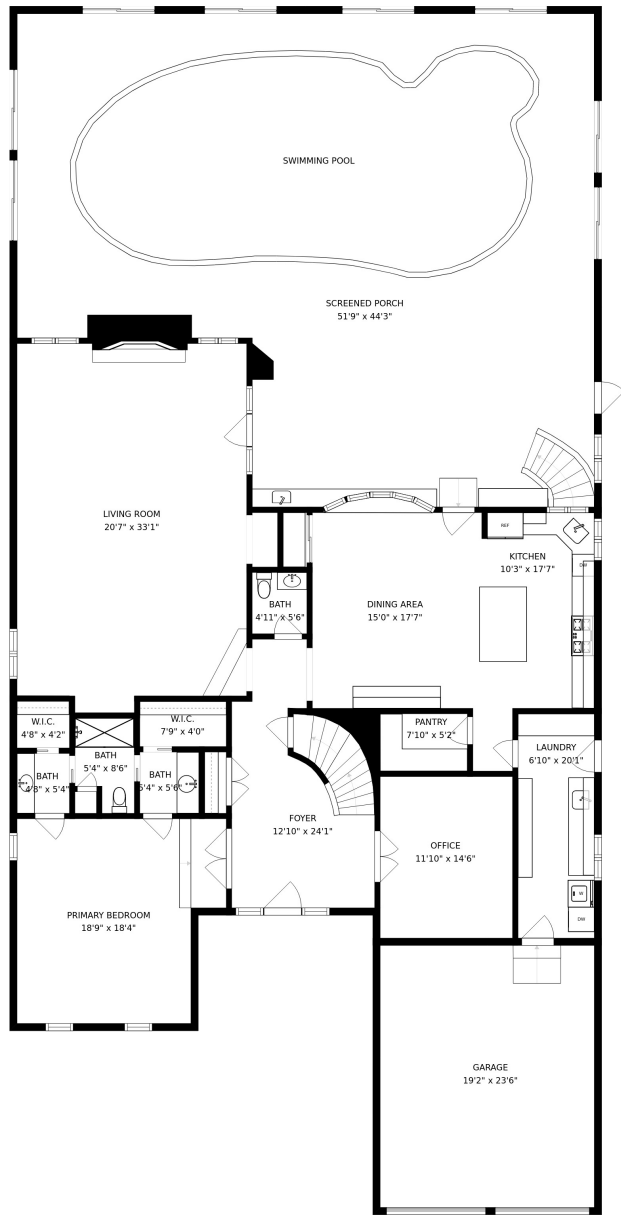 SWIMMING POOL
SCREENED PORCH
51'9" x 44'3"
LIVING ROOM
20'7" x 33'1"
REF
KITCHEN
10'3" x 17'7"
DW
BATH
4'11" x 5'6"
DINING AREA
15'0" x 17'7"
W.I.C.
4'8" x 4'2"
W.I.C.
7'9" x 4'0"
PANTRY
7'10" x 5'2"
LAUNDRY
6'10" x 20'1"
BATH
5'4" x 8'6"
BATH
4'8" x 5'4"
BATH
5'4" x 5'6"
FOYER
12'10" x 24'1"
OFFICE
11'10" x 14'6"
W
DW
PRIMARY BEDROOM
18'9" x 18'4"
GARAGE
19'2" x 23'6"